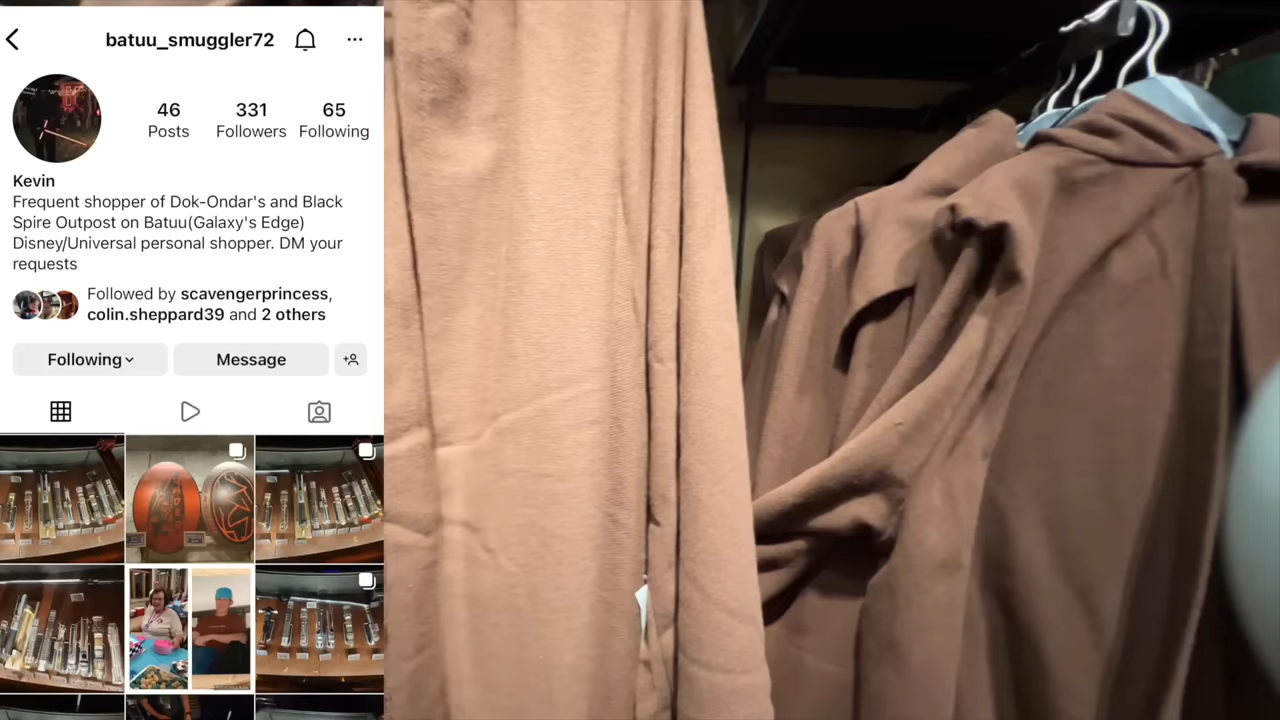 batuu_smuggler72
46
331
65
Posts
Followers
Following
Kevin
Frequent shopper of Dok-Ondar's and Black
Spire Outpost on Batuu(Galaxy's Edge)
Disney/Universal personal shopper. DM your
requests
Followed by scavengerprincess,
colin.sheppard39 and 2 others
Following
Message